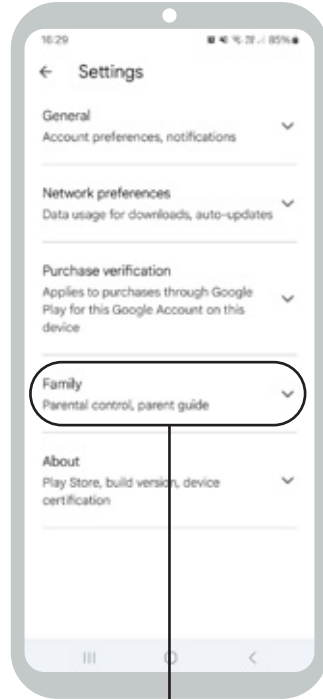 16:29
85%
Settings
General
Account preferences, notifications
Network preferences
Data usage for downloads, auto-updates
Purchase verification
Applies to purchases through Google
Play for this Google Account on this
device
Family
Parental control, parent guide
About
Play Store, build version, device
certification